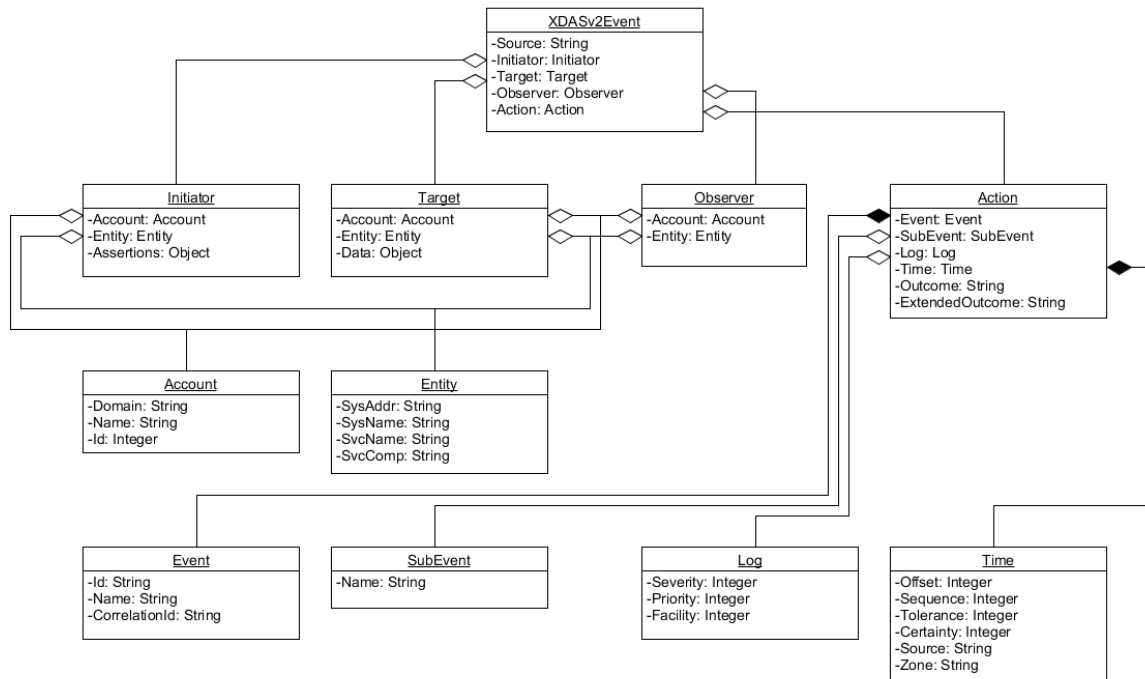 XDASv2Event
-Source: String
-Initiator: Initiator
-Target: Target
-Observer: Observer
-Action: Action
Initiator
-Account: Account
-Entity: Entity
-Assertions: Object
Target
-Account: Account
-Entity: Entity
-Data: Object
Observer
-Account: Account
-Entity: Entity
Action
-Event: Event
-SubEvent: SubEvent
-Log: Log
-Time: Time
-Outcome: String
-ExtendedOutcome: String
Account
-Domain: String
-Name: String
-Id: Integer
Entity
-SysAddr: String
-SysName: String
-SvcName: String
-SvcComp: String
Event
-Id: String
-Name: String
-CorrelationId: String
SubEvent
-Name: String
Log
-Severity: Integer
-Priority: Integer
-Facility: Integer
Time
-Offset: Integer
-Sequence: Integer
-Tolerance: Integer
-Certainty: Integer
-Source: String
-Zone: String